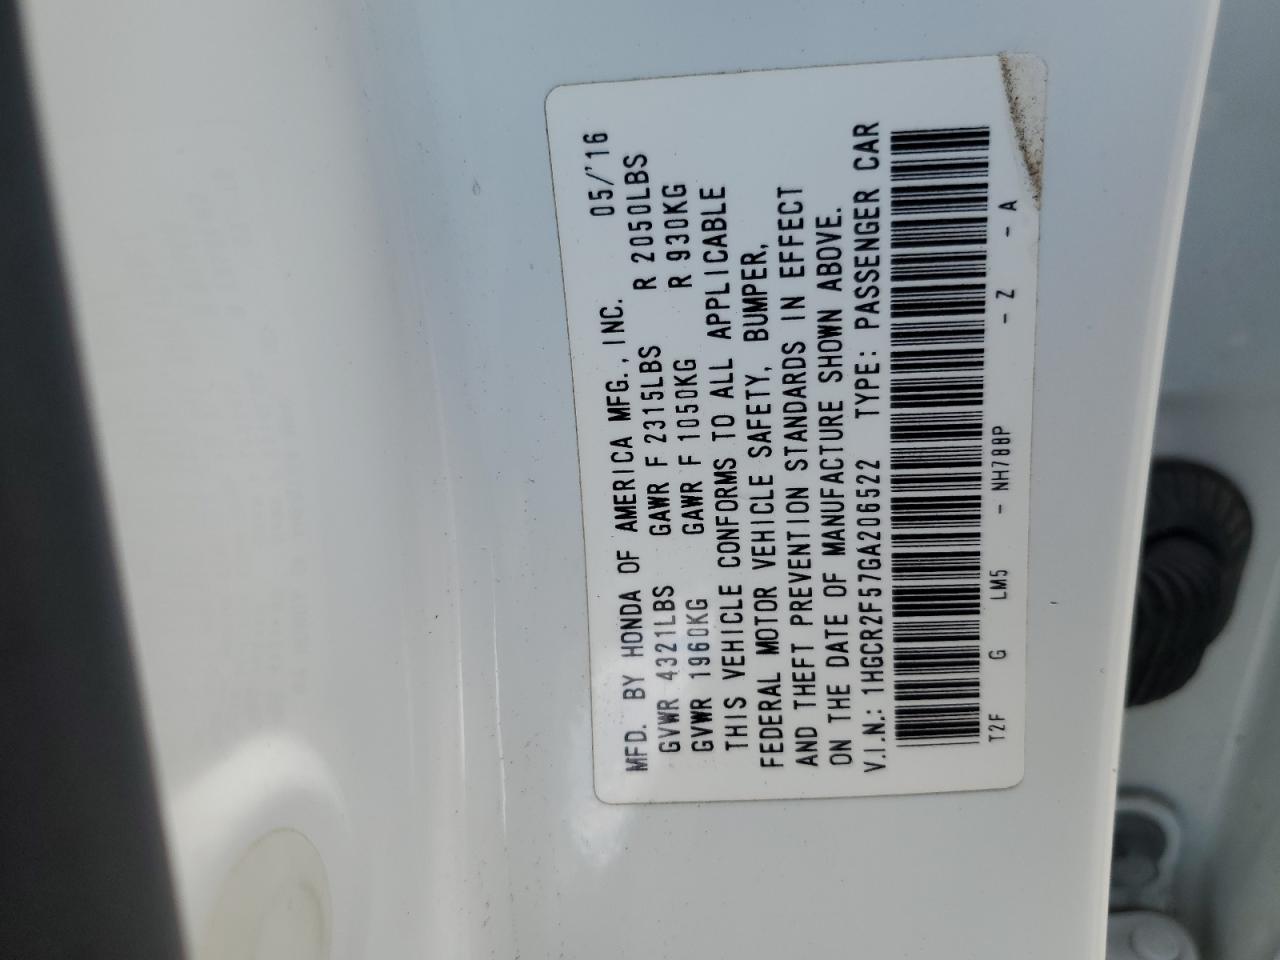 MFD. BY HONDA OF AMERICA MFG., INC. 05/'16
GVWR 4321LBS GAWR F 2315LBS R 2050LBS
GVWR 1960KG GAWR F 1050KG R 930KG
THIS VEHICLE CONFORMS TO ALL APPLICABLE
FEDERAL MOTOR VEHICLE SAFETY, BUMPER,
AND THEFT PREVENTION STANDARDS IN EFFECT
ON THE DATE OF MANUFACTURE SHOWN ABOVE.
V.I.N.: 1HGCR2F57GA206522 TYPE: PASSENGER CAR
T2F G LM5 - NH788P - Z - A